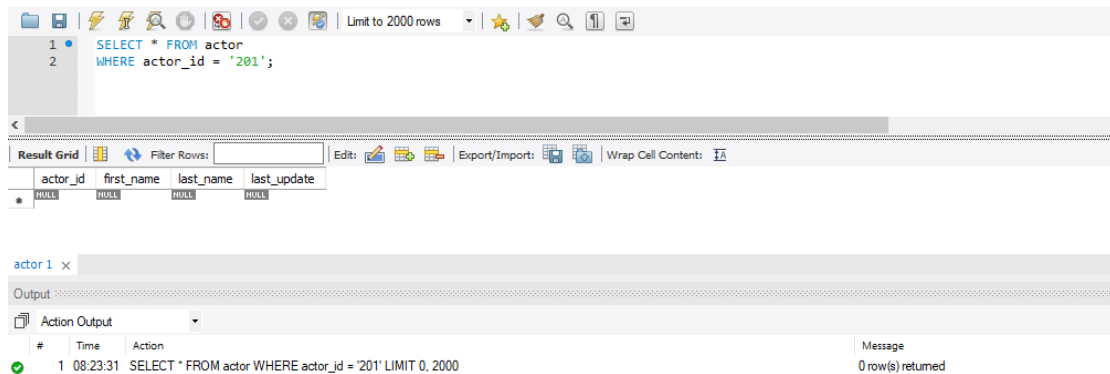 Limit to 2000 rows
1 SELECT * FROM actor
2 WHERE actor_id = '201';
Result Grid Filter Rows: Edit: Export/Import: Wrap Cell Content: IA
actor_id first_name last_name last_update
* NULL NULL NULL NULL
actor 1 ×
Output
Action Output
# Time Action Message
1 08:23:31 SELECT * FROM actor WHERE actor_id = '201' LIMIT 0, 2000 0 row(s) returned